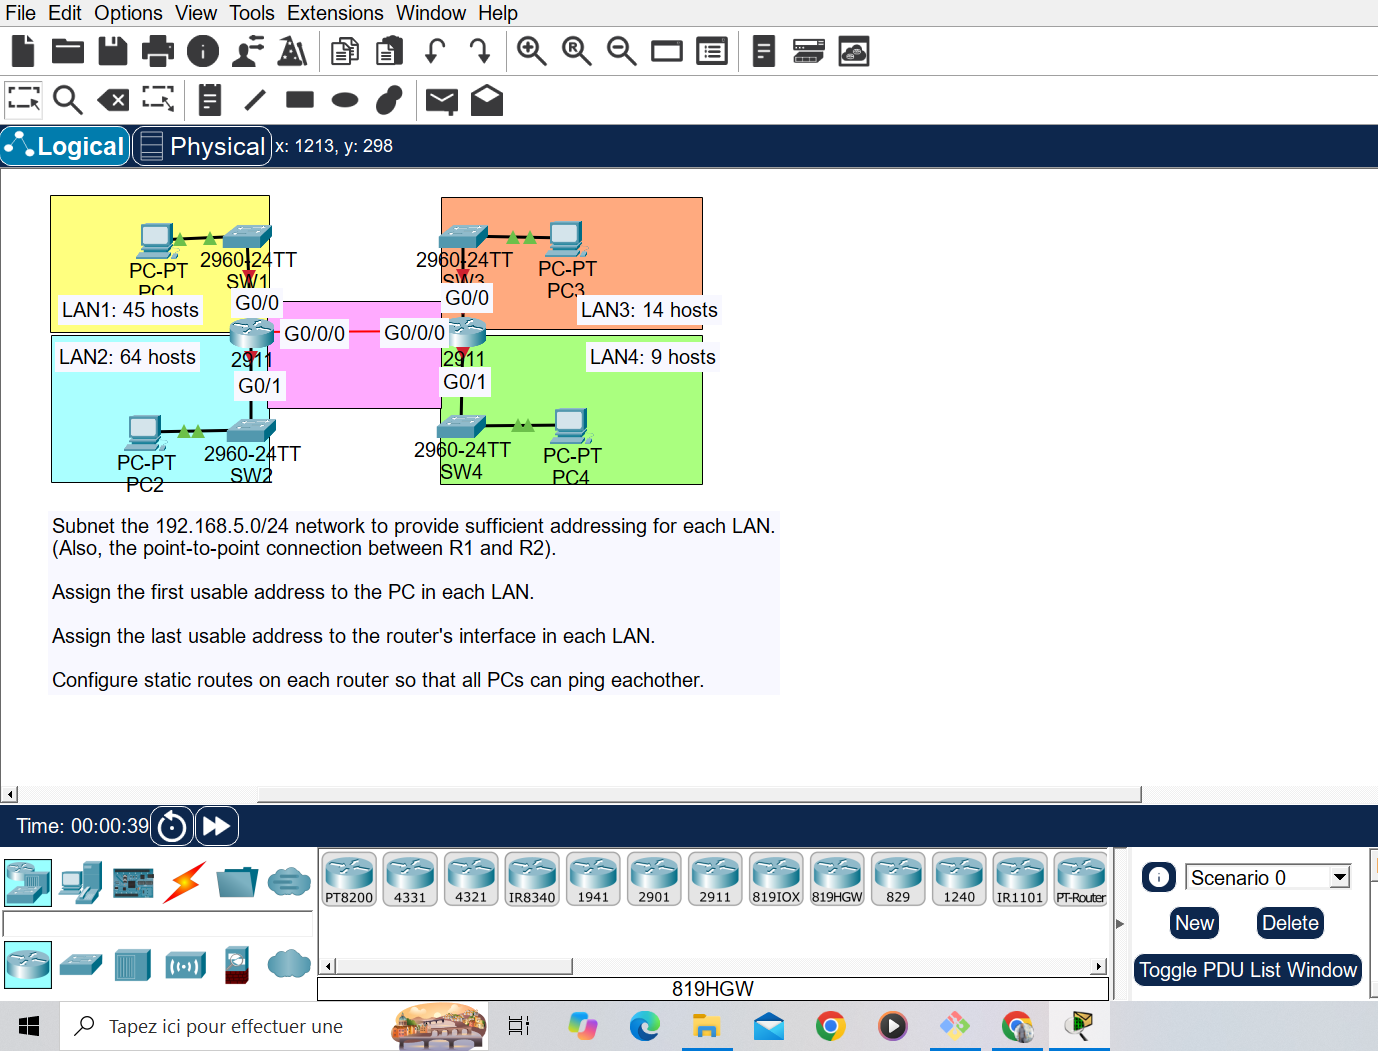 File Edit Options View Tools Extensions Window Help
Logical Physical x: 1213, y: 298
PC-PT
PC1
2960-24TT
SW1
LAN1: 45 hosts
G0/0
2960-24TT
SW3
PC-PT
PC3
G0/0
LAN3: 14 hosts
G0/0/0
G0/0/0
LAN2: 64 hosts
2911
2911
LAN4: 9 hosts
G0/1
G0/1
PC-PT
PC2
2960-24TT
SW2
2960-24TT
SW4
PC-PT
PC4
Subnet the 192.168.5.0/24 network to provide sufficient addressing for each LAN.
(Also, the point-to-point connection between R1 and R2).
Assign the first usable address to the PC in each LAN.
Assign the last usable address to the router's interface in each LAN.
Configure static routes on each router so that all PCs can ping eachother.
Time: 00:00:39
PT8200 4331 4321 IR8340 1941 2901 2911 819IOX 819HGW 829 1240 IR1101 PT-Router
Scenario 0
New Delete
Toggle PDU List Window
819HGW
Tapez ici pour effectuer une